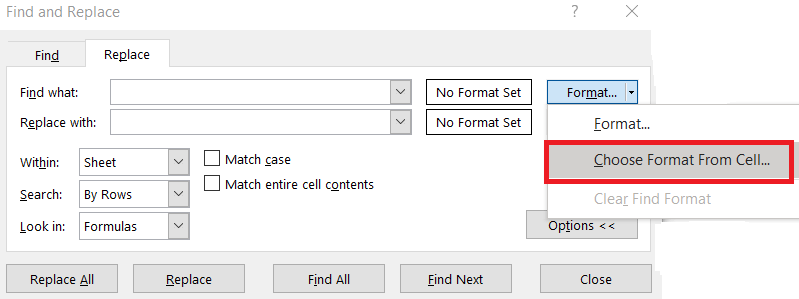 Find and Replace ?
Find Replace
Find what: No Format Set Format...
Replace with: No Format Set
Format...
Choose Format From Cell...
Clear Find Format
Within: Sheet Match case
Search: By Rows Match entire cell contents
Look in: Formulas
Options <<
Replace All Replace Find All Find Next Close